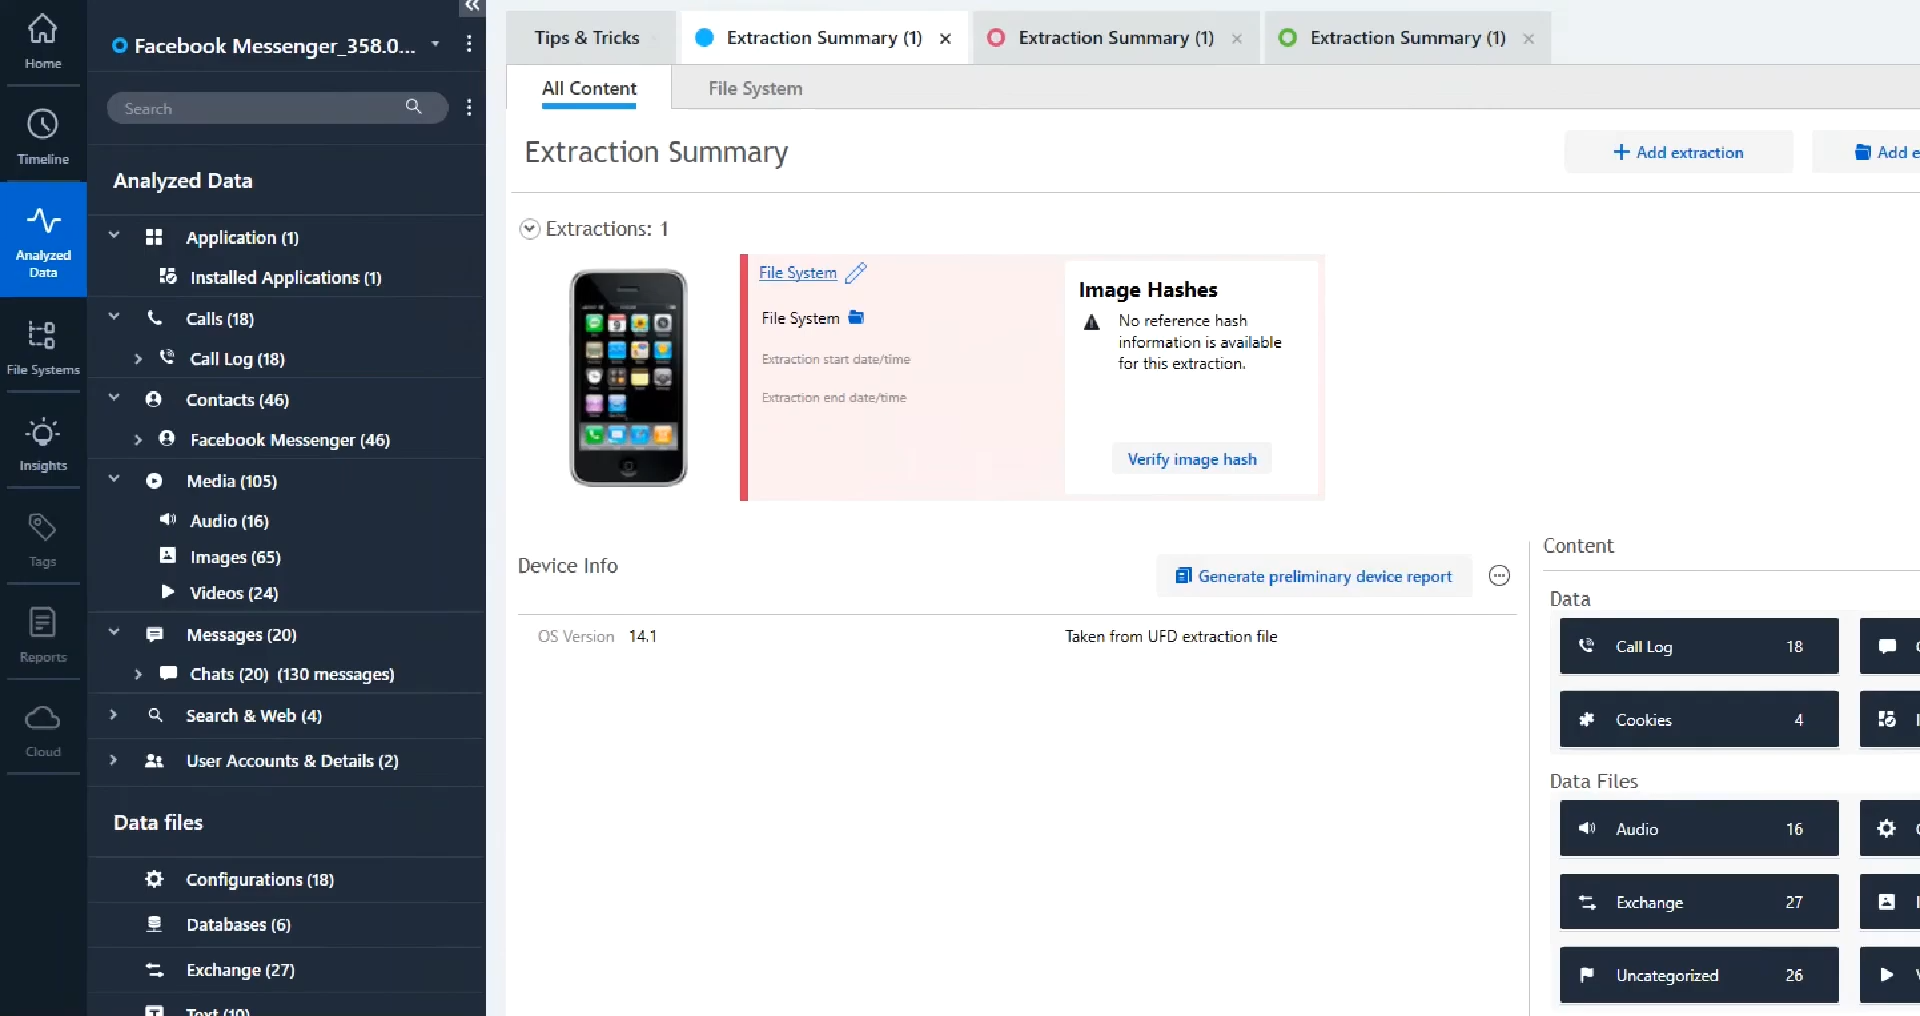 Home
Timeline
Analyzed
Data
File Systems
Insights
Tags
Reports
Cloud
Facebook Messenger_358.0...
Search
Analyzed Data
Application (1)
Installed Applications (1)
Calls (18)
Call Log (18)
Contacts (46)
Facebook Messenger (46)
Media (105)
Audio (16)
Images (65)
Videos (24)
Messages (20)
Chats (20) (130 messages)
Search & Web (4)
User Accounts & Details (2)
Data files
Configurations (18)
Databases (6)
Exchange (27)
Text (10)
Tips & Tricks
Extraction Summary (1)
Extraction Summary (1)
Extraction Summary (1)
All Content
File System
Extraction Summary
Add extraction
Add e
Extractions: 1
File System
File System
Extraction start date/time
Extraction end date/time
Image Hashes
No reference hash
information is available
for this extraction.
Verify image hash
Device Info
Generate preliminary device report
OS Version 14.1 Taken from UFD extraction file
Content
Data
Call Log 18
Cookies 4
Data Files
Audio 16
Exchange 27
Uncategorized 26